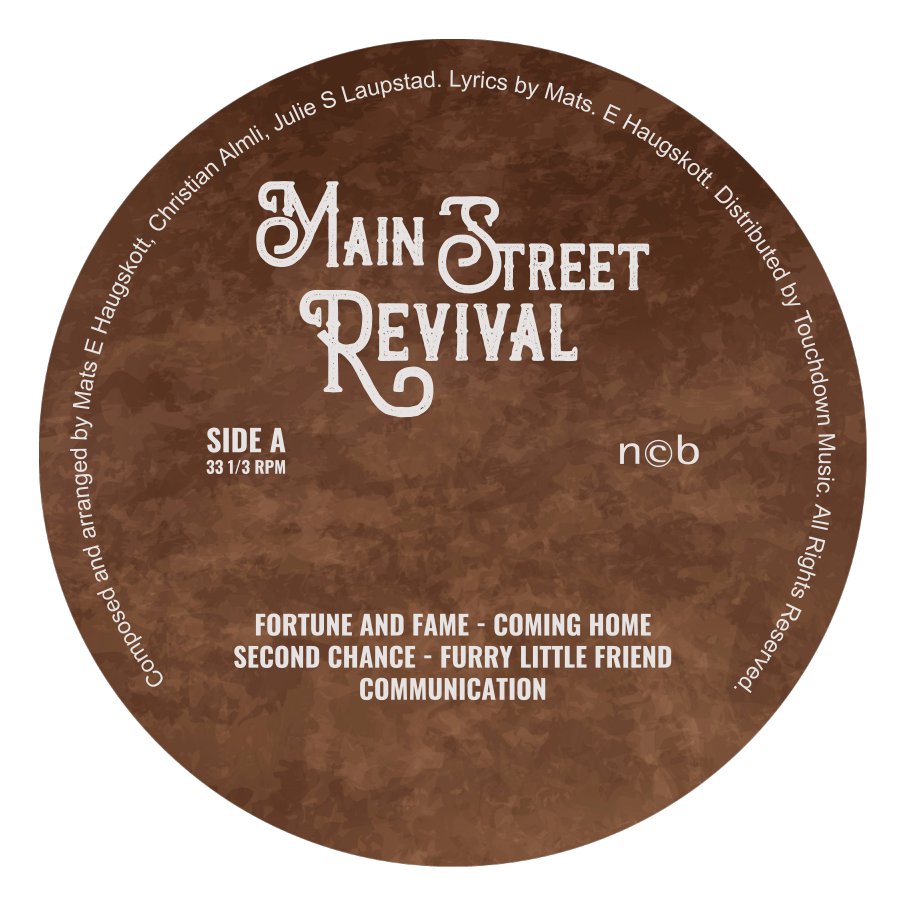 Composed and arranged by Mats E Haugskott, Christian Almli, Julie S Laupstad. Lyrics by Mats. E Haugskott. Distributed by Touchdown Music. All Rights Reserved.
MAIN STREET
REVIVAL
SIDE A
33 1/3 RPM
n©b
FORTUNE AND FAME - COMING HOME
SECOND CHANCE - FURRY LITTLE FRIEND
COMMUNICATION